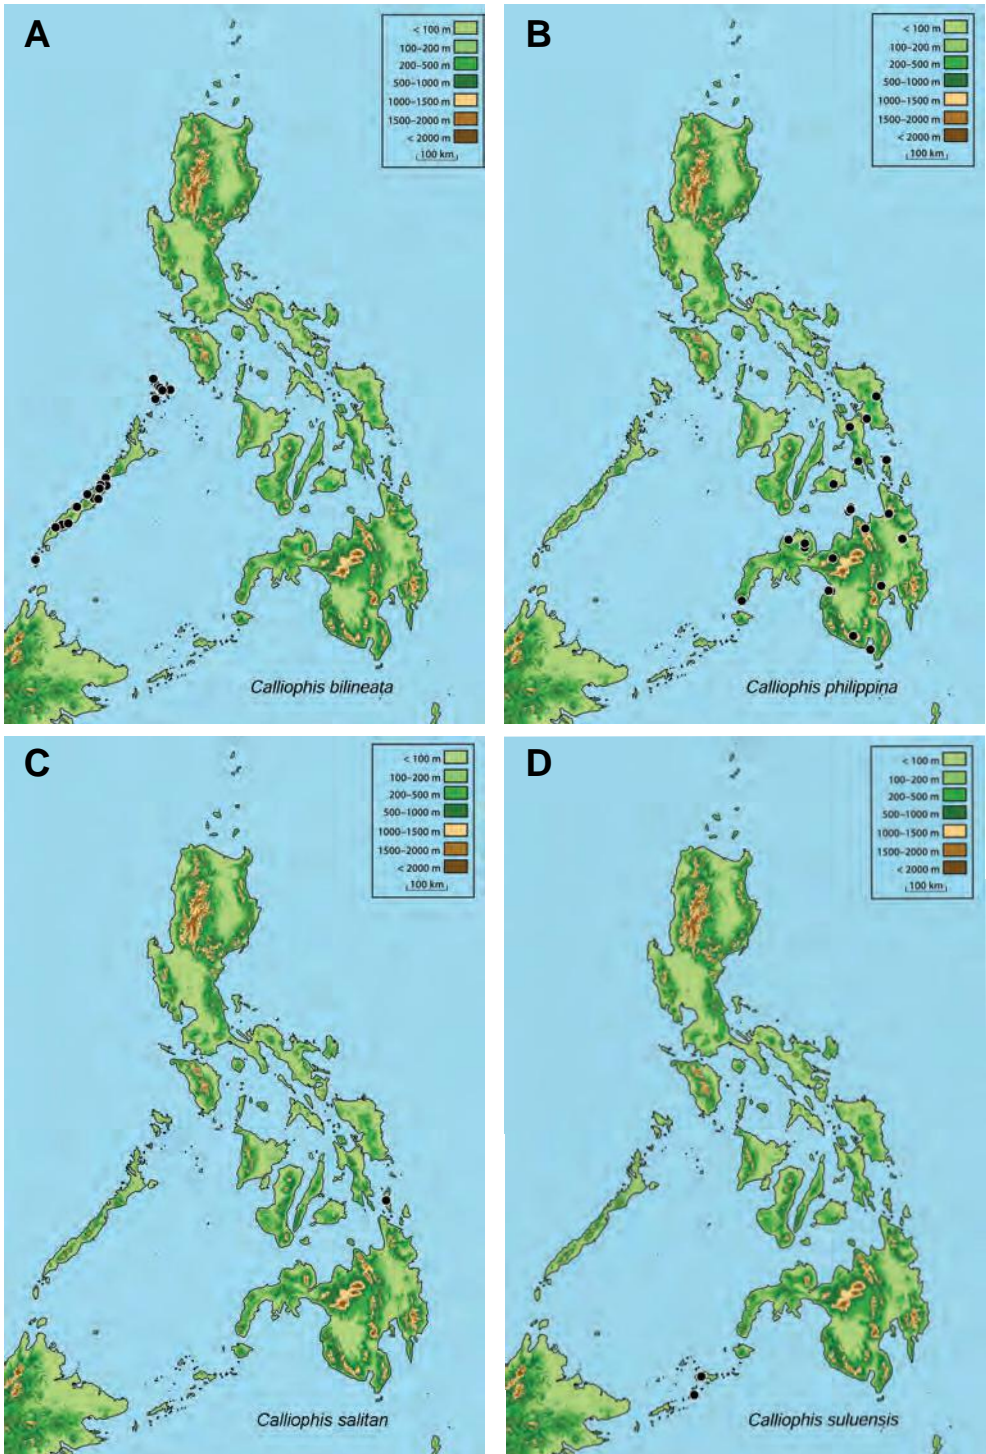 A
< 100 m
100–200 m
200–500 m
500–1000 m
1000–1500 m
1500–2000 m
< 2000 m
100 km
Calliophis bilineata
B
< 100 m
100–200 m
200–500 m
500–1000 m
1000–1500 m
1500–2000 m
< 2000 m
100 km
Calliophis philippina
C
< 100 m
100–200 m
200–500 m
500–1000 m
1000–1500 m
1500–2000 m
< 2000 m
100 km
Calliophis salitan
D
< 100 m
100–200 m
200–500 m
500–1000 m
1000–1500 m
1500–2000 m
< 2000 m
100 km
Calliophis suluensis